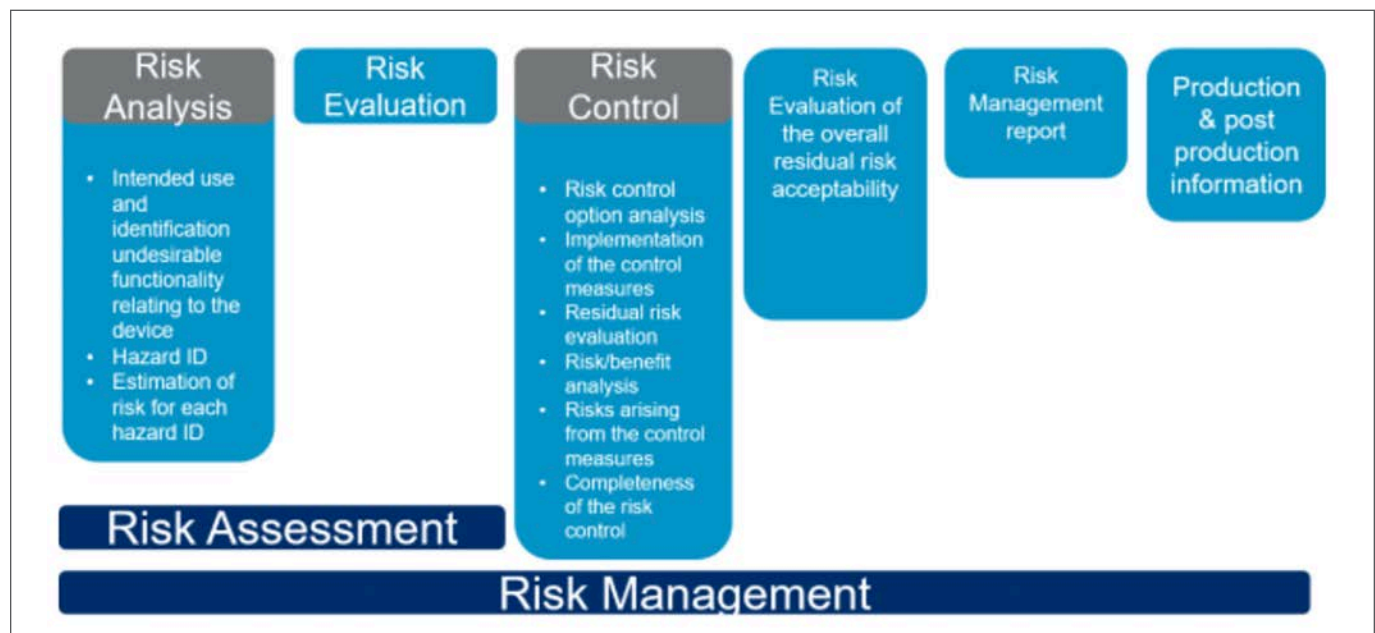 Risk
Analysis
• Intended use
and
identification
undesirable
functionality
relating to the
device
• Hazard ID
• Estimation of
risk for each
hazard ID
Risk
Evaluation
Risk
Control
• Risk control
option analysis
• Implementation
of the control
measures
• Residual risk
evaluation
• Risk/benefit
analysis
• Risks arising
from the control
measures
• Completeness
of the risk
control
Risk
Evaluation of
the overall
residual risk
acceptability
Risk
Management
report
Production
& post
production
information
Risk Assessment
Risk Management